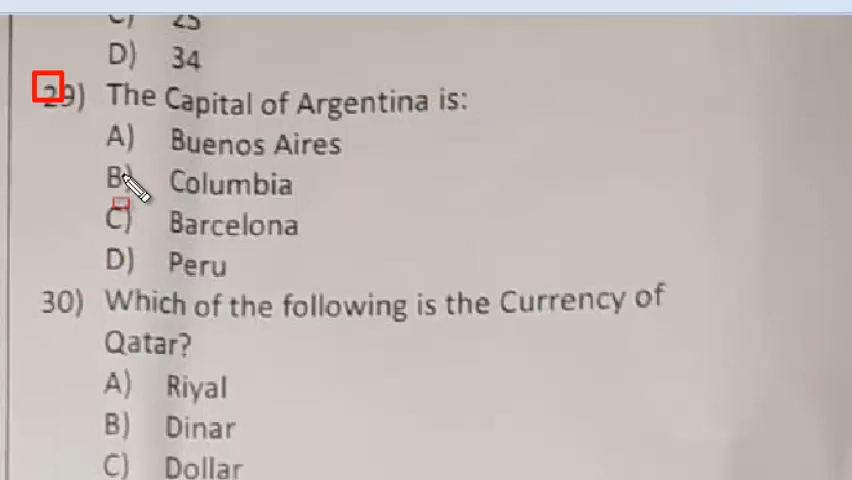 C) 25
D) 34
29) The Capital of Argentina is:
A) Buenos Aires
B) Columbia
C) Barcelona
D) Peru
30) Which of the following is the Currency of
Qatar?
A) Riyal
B) Dinar
C) Dollar